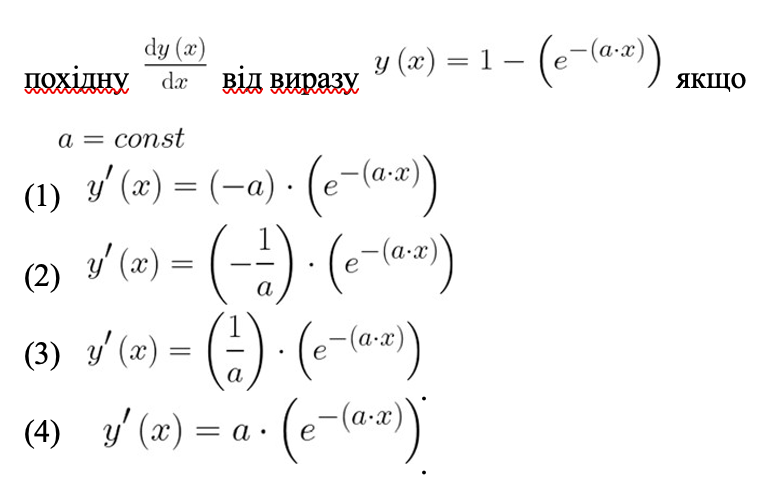 похідну dy (x)/dx від виразу y (x) = 1 − (e^−(a·x)) якщо
a = const
(1) y′ (x) = (−a) · (e^−(a·x))
(2) y′ (x) = (−1/a) · (e^−(a·x))
(3) y′ (x) = (1/a) · (e^−(a·x))
(4) y′ (x) = a · (e^−(a·x))